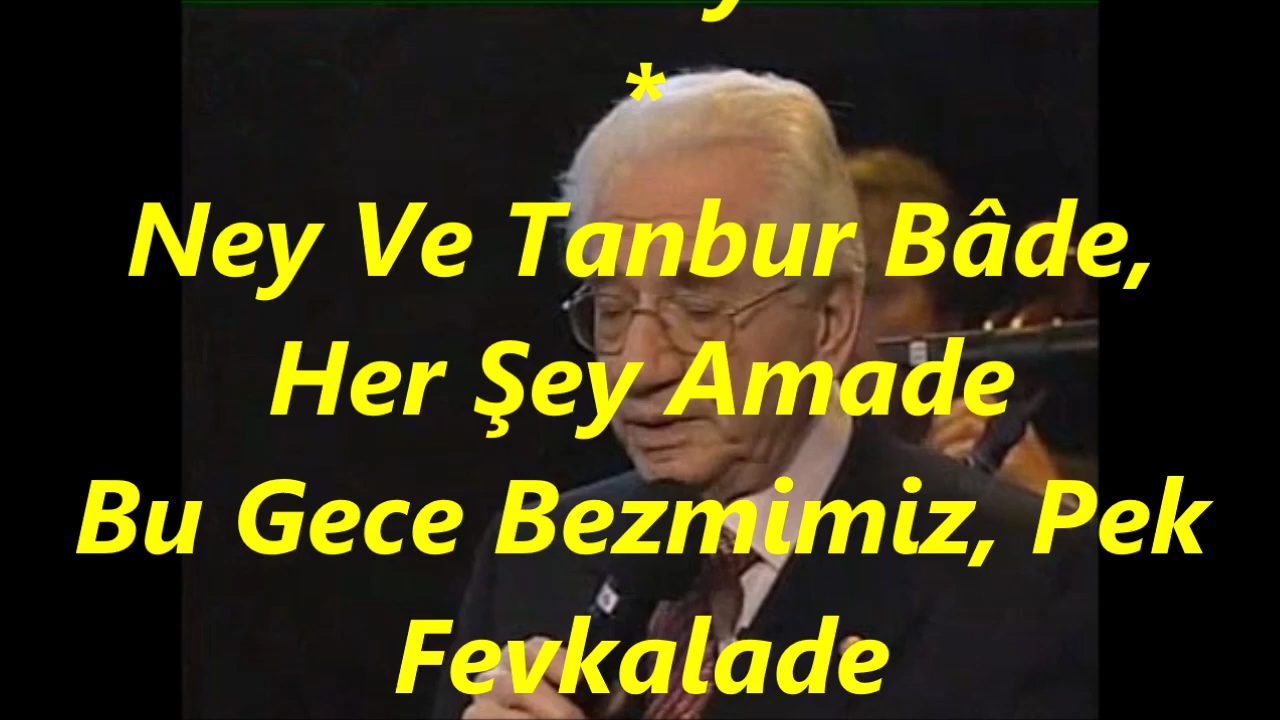 *
Ney Ve Tanbur Bâde,
Her Şey Amade
Bu Gece Bezmimiz, Pek
Fevkalade